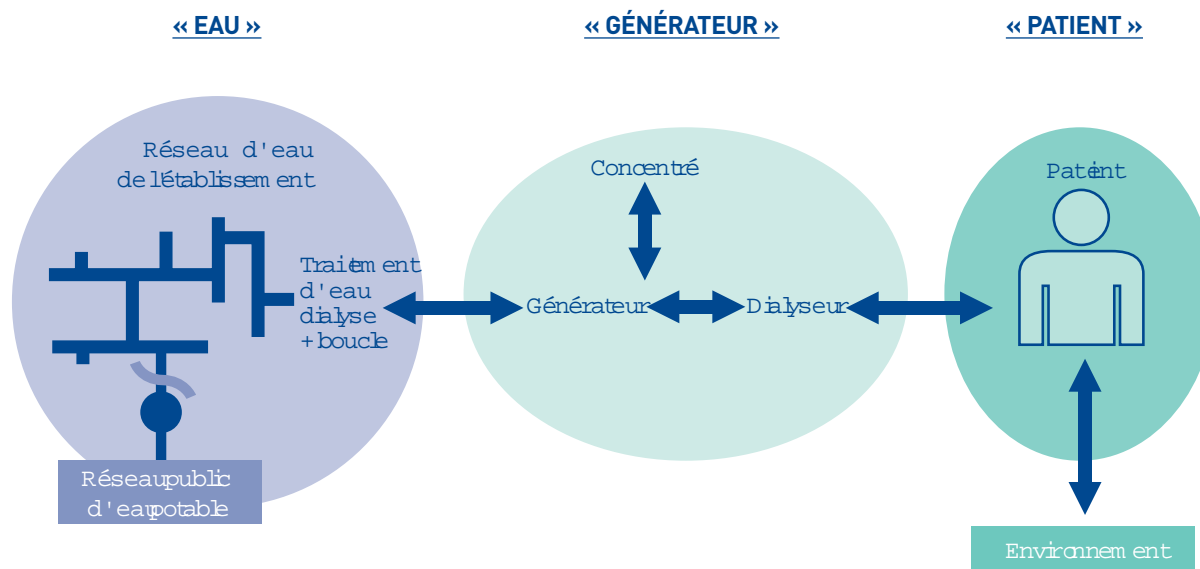 « EAU »
« GÉNÉRATEUR »
« PATIENT »
Réseau d'eau
de l'établissement
Traitement
d'eau
dialyse
+ boucle
Réseau public
d'eau potable
Concentré
Générateur
Dialyseur
Patient
Environnement